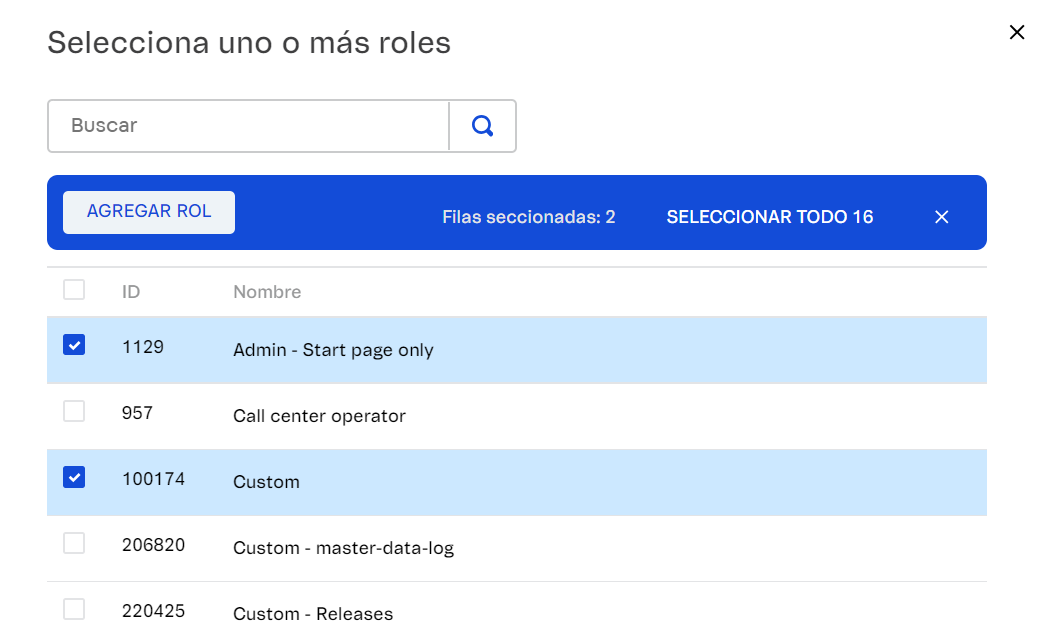 Selecciona uno o más roles
Buscar
AGREGAR ROL Filas seccionadas: 2 SELECCIONAR TODO 16
ID Nombre
1129 Admin - Start page only
957 Call center operator
100174 Custom
206820 Custom - master-data-log
220425 Custom - Releases